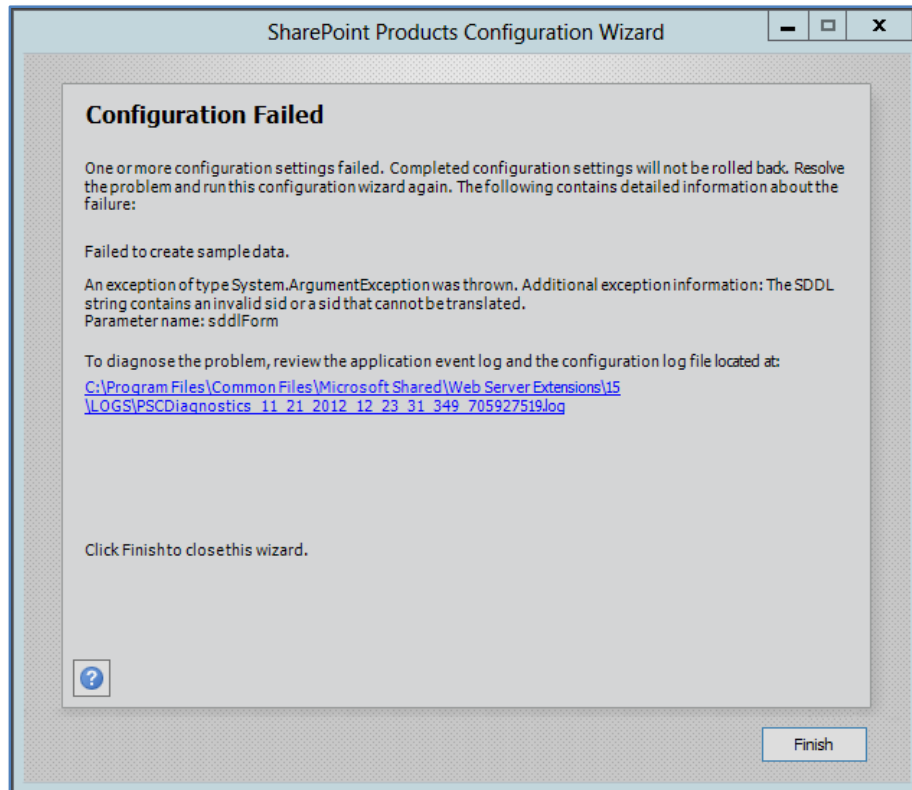 SharePoint Products Configuration Wizard
Configuration Failed
One or more configuration settings failed. Completed configuration settings will not be rolled back. Resolve
the problem and run this configuration wizard again. The following contains detailed information about the
failure:
Failed to create sample data.
An exception of type System.ArgumentException was thrown. Additional exception information: The SDDL
string contains an invalid sid or a sid that cannot be translated.
Parameter name: sddlForm
To diagnose the problem, review the application event log and the configuration log file located at:
C:\Program Files\Common Files\Microsoft Shared\Web Server Extensions\15
\LOGS\PSCDiagnostics_11_21_2012_12_23_31_349_705927519.log
Click Finish to close this wizard.
Finish